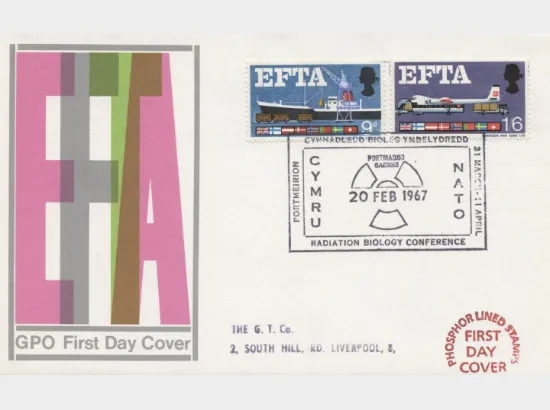 EFTA
GPO First Day Cover
EFTA
9D
EFTA
1'6
CYNHADLEDD BIOLEG YMBELYDREDD
PORTMEIRION
CYMRU
PORTMADOG
CAERNS
20 FEB 1967
NATO
31 MARCH-11 APRIL
RADIATION BIOLOGY CONFERENCE
THE G. T. Co.
2, SOUTH HILL, RD. LIVERPOOL, 8,
PHOSPHOR LINED STAMPS
FIRST
DAY
COVER